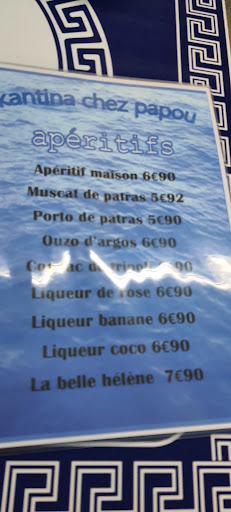 kantina chez papou
apéritifs
Apéritif maison 6€90
Muscat de patras 5€92
Porto de patras 5€90
Ouzo d'argos 6€90
Liqueur de rose 6€90
Liqueur banane 6€90
Liqueur coco 6€90
La belle hélène 7€90